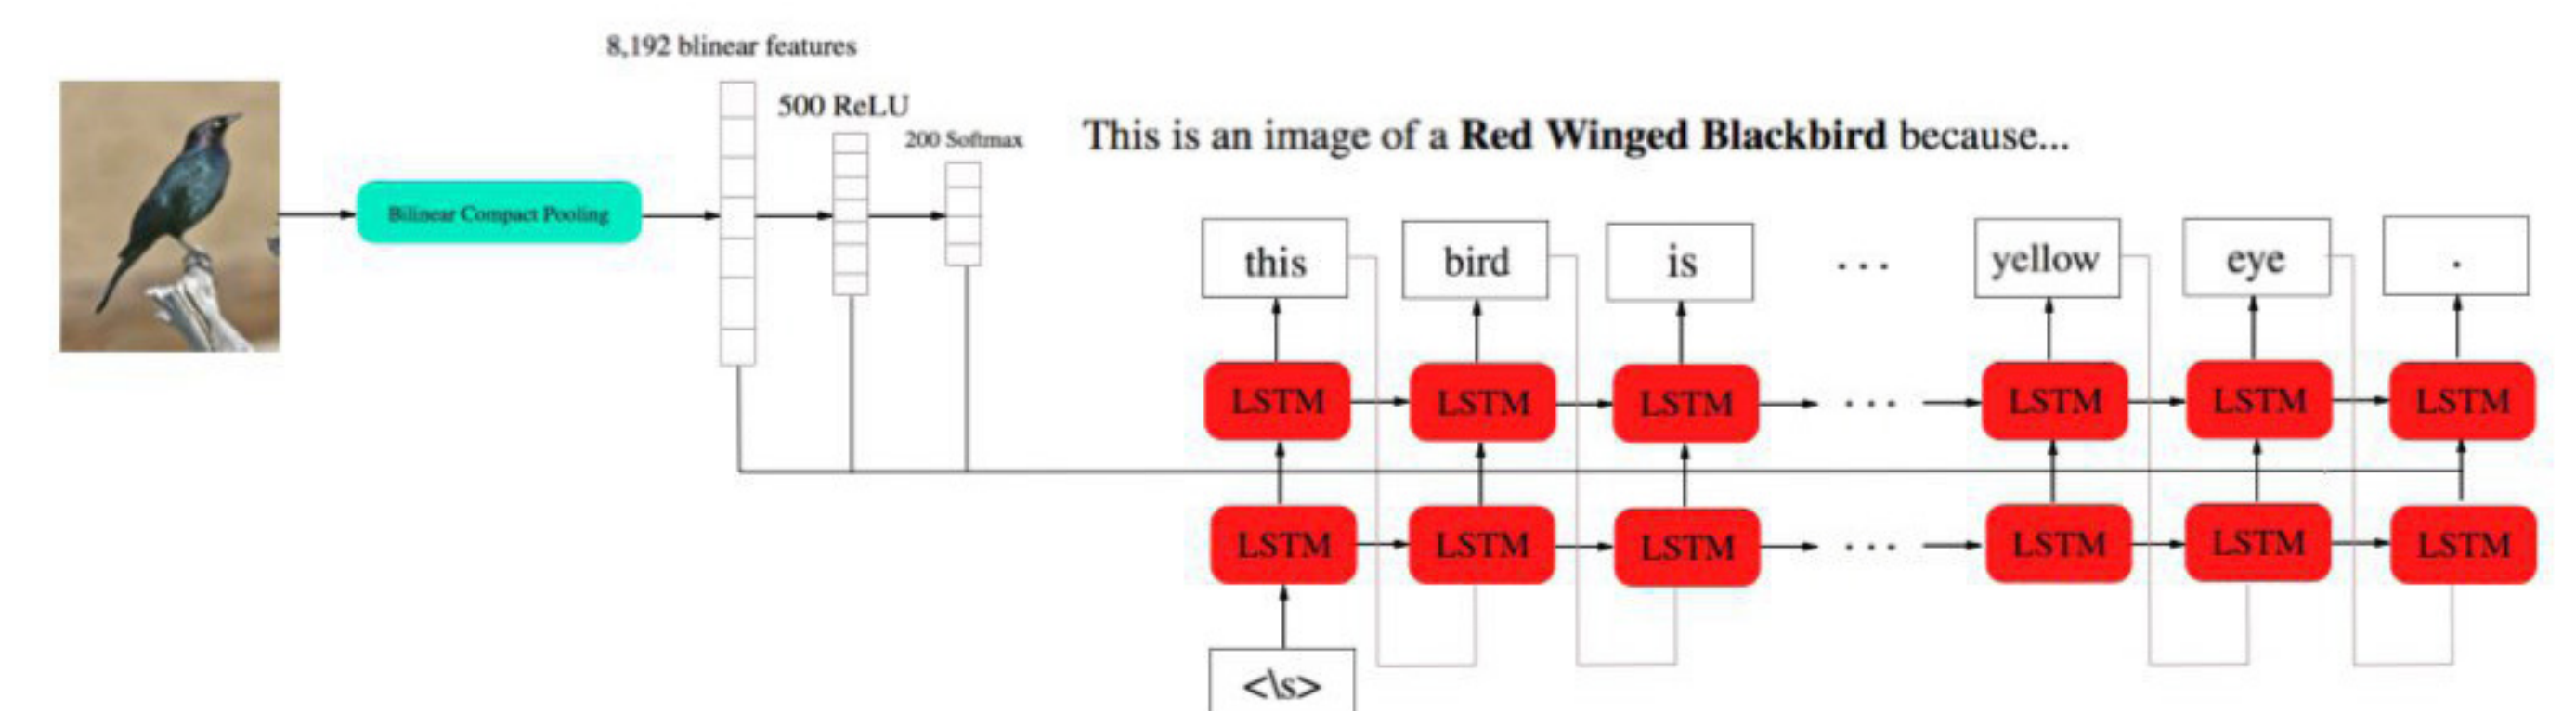 8,192 blinear features
500 ReLU
200 Softmax
Bilinear Compact Pooling
This is an image of a Red Winged Blackbird because...
this bird is ... yellow eye .
LSTM LSTM LSTM ... LSTM LSTM LSTM
LSTM LSTM LSTM ... LSTM LSTM LSTM
<\s>